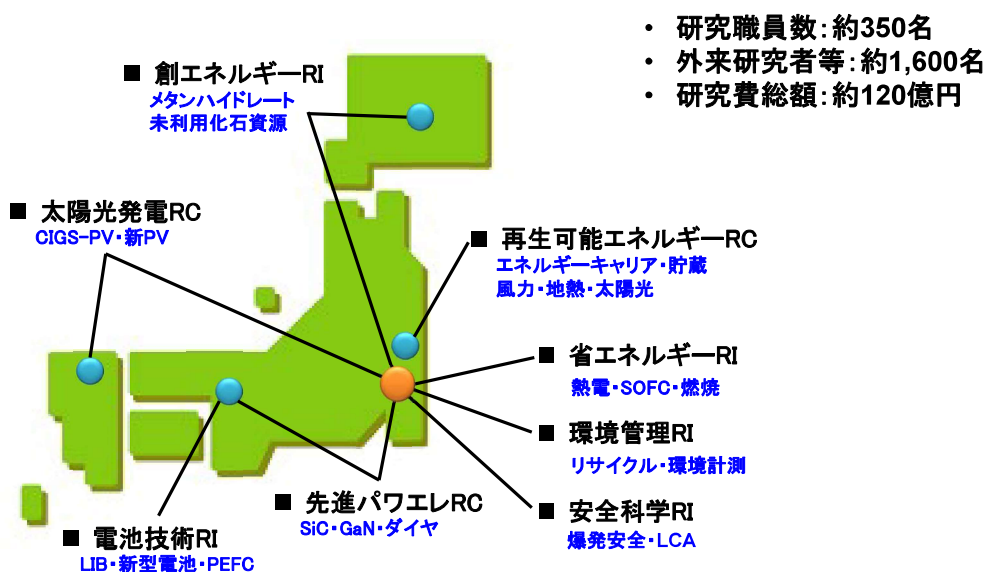 • 研究職員数：約350名
• 外来研究者等：約1,600名
• 研究費総額：約120億円
■ 創エネルギーRI
メタンハイドレート
未利用化石資源
■ 太陽光発電RC
CIGS-PV・新PV
■ 再生可能エネルギーRC
エネルギーキャリア・貯蔵
風力・地熱・太陽光
■ 省エネルギーRI
熱電・SOFC・燃焼
■ 環境管理RI
リサイクル・環境計測
■ 先進パワエレRC
SiC・GaN・ダイヤ
■ 安全科学RI
爆発安全・LCA
■ 電池技術RI
LIB・新型電池・PEFC